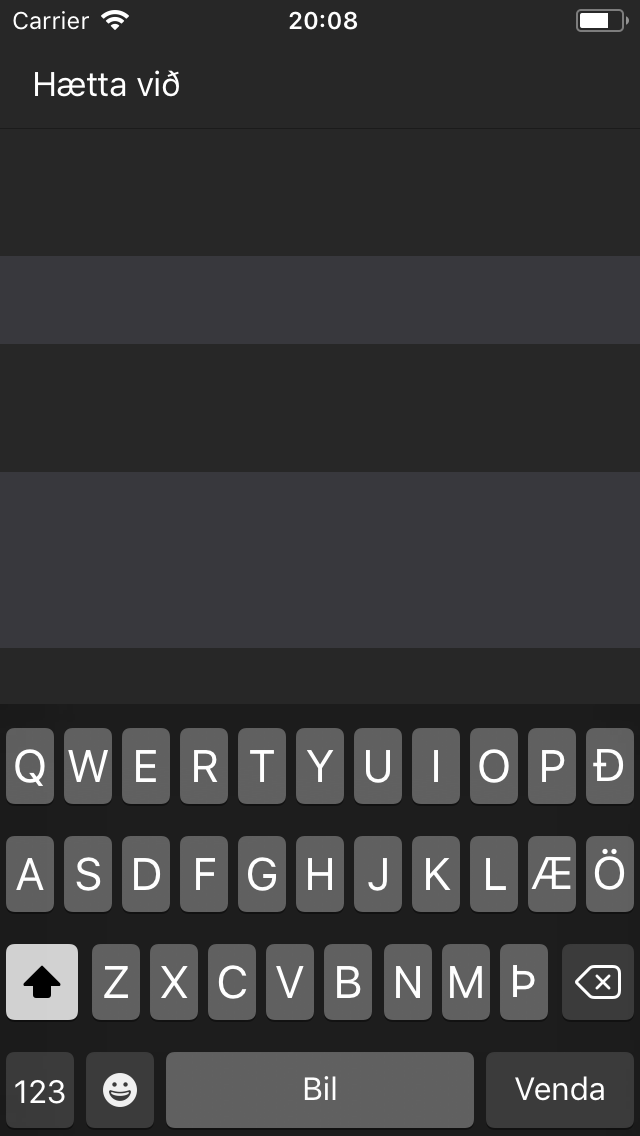 Carrier 20:08
Hætta við
Q W E R T Y U I O P Ð
A S D F G H J K L Æ Ö
Z X C V B N M Þ
123 Bil Venda